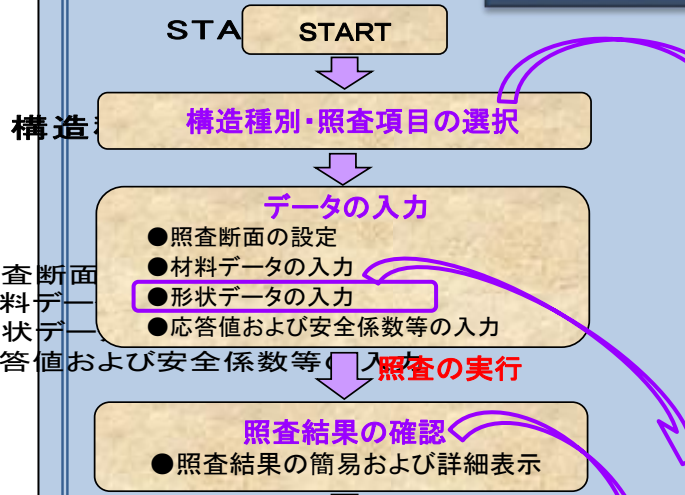 STA
START
構造
構造種別・照査項目の選択
データの入力
●照査断面の設定
●材料データの入力
●形状データの入力
●応答値および安全係数等の入力
査断面
料デー
状デー
答値および安全係数等の入力
照査の実行
照査結果の確認
●照査結果の簡易および詳細表示